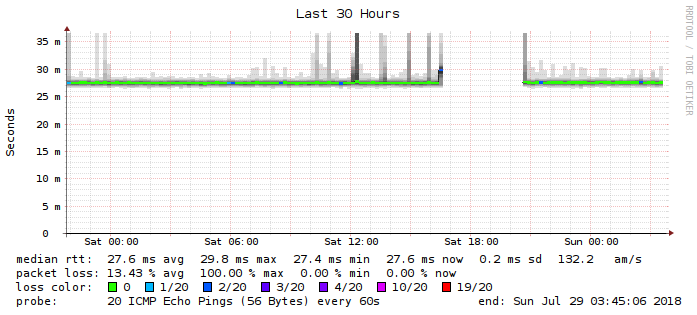 Last 30 Hours
RRDTOOL / TOBI OETIKER
Seconds
35 m
30 m
25 m
20 m
15 m
10 m
5 m
0
Sat 00:00 Sat 06:00 Sat 12:00 Sat 18:00 Sun 00:00
median rtt: 27.6 ms avg 29.8 ms max 27.4 ms min 27.6 ms now 0.2 ms sd 132.2 am/s
packet loss: 13.43 % avg 100.00 % max 0.00 % min 0.00 % now
loss color: 0 1/20 2/20 3/20 4/20 10/20 19/20
probe: 20 ICMP Echo Pings (56 Bytes) every 60s end: Sun Jul 29 03:45:06 2018